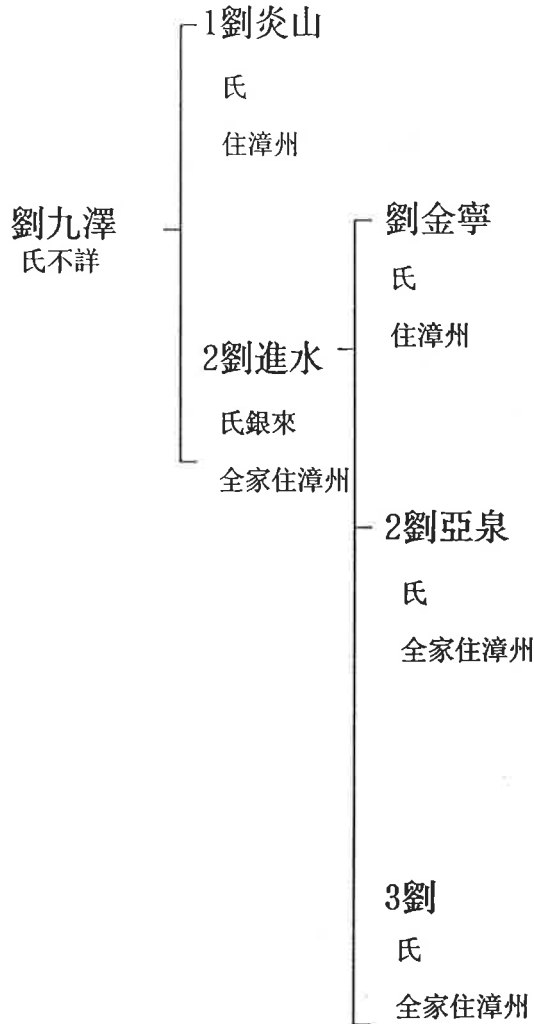 劉九澤
氏不詳
1劉炎山
氏
住漳州
2劉進水
氏銀來
全家住漳州
劉金寧
氏
住漳州
2劉亞泉
氏
全家住漳州
3劉
氏
全家住漳州